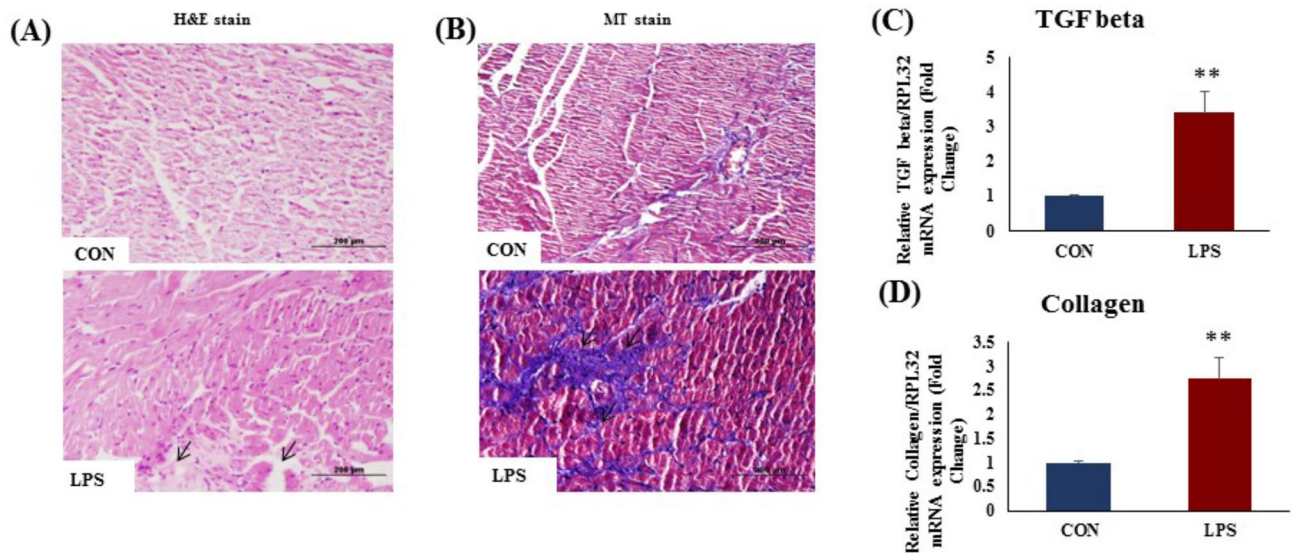 (A)
H&E stain
CON
200 µm
LPS
200 µm
(B)
MT stain
CON
LPS
(C)
TGF beta
Relative TGF beta/RPL32
mRNA expression (Fold
Change)
5
4
3
2
1
0
**
CON
LPS
(D)
Collagen
Relative Collagen/RPL32
mRNA expression (Fold
Change)
3.5
3
2.5
2
1.5
1
0.5
0
**
CON
LPS